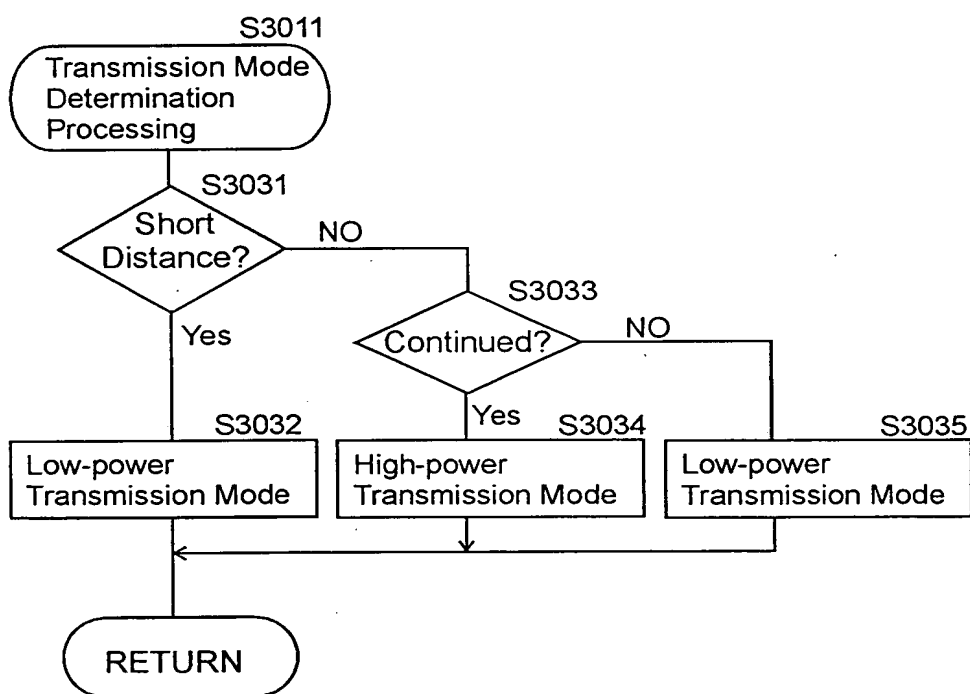 S3011
Transmission Mode
Determination
Processing
S3031
Short
Distance?
NO
Yes
S3033
Continued?
NO
Yes
S3032
Low-power
Transmission Mode
S3034
High-power
Transmission Mode
S3035
Low-power
Transmission Mode
RETURN